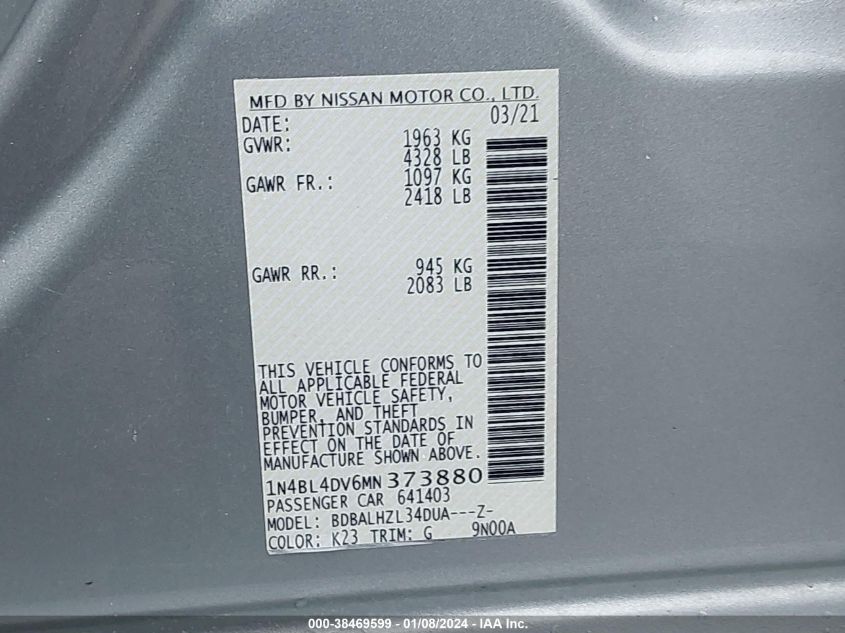 MFD BY NISSAN MOTOR CO., LTD.
DATE: 03/21
GVWR: 1963 KG
4328 LB
GAWR FR.: 1097 KG
2418 LB
GAWR RR.: 945 KG
2083 LB
THIS VEHICLE CONFORMS TO
ALL APPLICABLE FEDERAL
MOTOR VEHICLE SAFETY,
BUMPER, AND THEFT
PREVENTION STANDARDS IN
EFFECT ON THE DATE OF
MANUFACTURE SHOWN ABOVE.
1N4BL4DV6MN373880
PASSENGER CAR 641403
MODEL: BDBALHZL34DUA---Z-
COLOR: K23 TRIM: G 9N00A
000-38469599 - 01/08/2024 - IAA Inc.